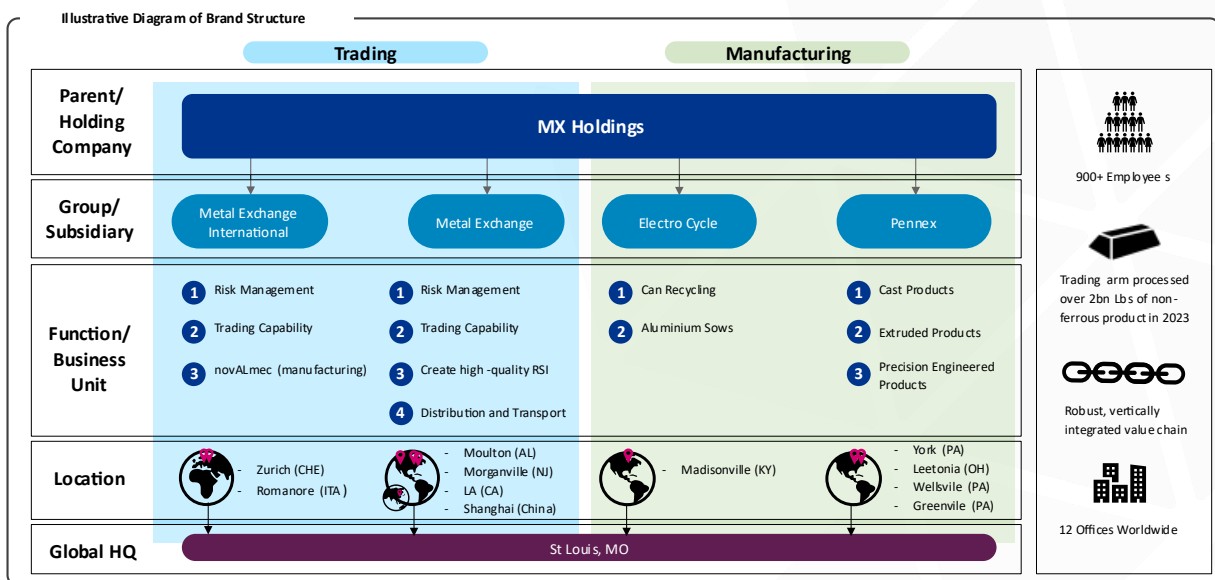 Illustrative Diagram of Brand Structure
Trading
Manufacturing
Parent/
Holding
Company
MX Holdings
Group/
Subsidiary
Metal Exchange
International
Metal Exchange
Electro Cycle
Pennex
Function/
Business
Unit
1 Risk Management
2 Trading Capability
3 novALmec (manufacturing)
1 Risk Management
2 Trading Capability
3 Create high -quality RSI
4 Distribution and Transport
1 Can Recycling
2 Aluminium Sows
1 Cast Products
2 Extruded Products
3 Precision Engineered
Products
Location
- Zurich (CHE)
- Romanore (ITA)
- Moulton (AL)
- Morganville (NJ)
- LA (CA)
- Shanghai (China)
- Madisonville (KY)
- York (PA)
- Leetonia (OH)
- Wellsvile (PA)
- Greenvile (PA)
Global HQ
St Louis, MO
900+ Employee s
Trading arm processed
over 2bn Lbs of non-
ferrous product in 2023
Robust, vertically
integrated value chain
12 Offices Worldwide